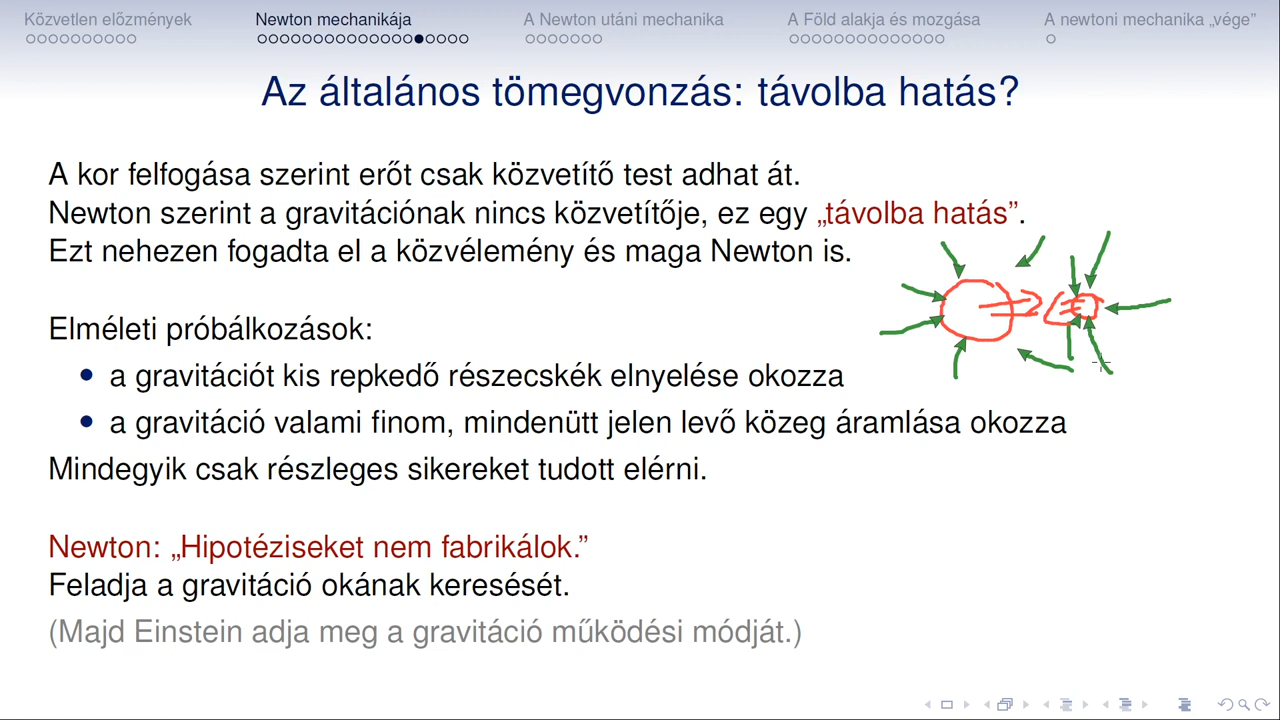 Közvetlen előzmények
Newton mechanikája
A Newton utáni mechanika
A Föld alakja és mozgása
A newtoni mechanika „vége”
Az általános tömegvonzás: távolba hatás?
A kor felfogása szerint erőt csak közvetítő test adhat át.
Newton szerint a gravitációnak nincs közvetítője, ez egy „távolba hatás”.
Ezt nehezen fogadta el a közvélemény és maga Newton is.
Elméleti próbálkozások:
• a gravitációt kis repkedő részecskék elnyelése okozza
• a gravitáció valami finom, mindenütt jelen levő közeg áramlása okozza
Mindegyik csak részleges sikereket tudott elérni.
Newton: „Hipotéziseket nem fabrikálok.”
Feladja a gravitáció okának keresését.
(Majd Einstein adja meg a gravitáció működési módját.)